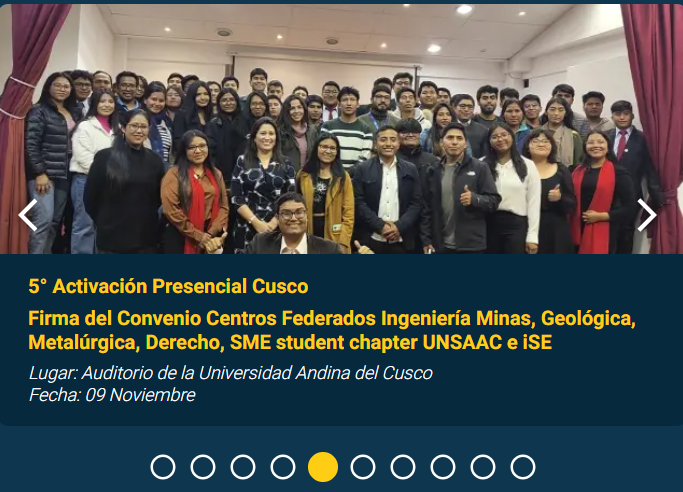 5° Activación Presencial Cusco
Firma del Convenio Centros Federados Ingeniería Minas, Geológica,
Metalúrgica, Derecho, SME student chapter UNSAAC e iSE
Lugar: Auditorio de la Universidad Andina del Cusco
Fecha: 09 Noviembre